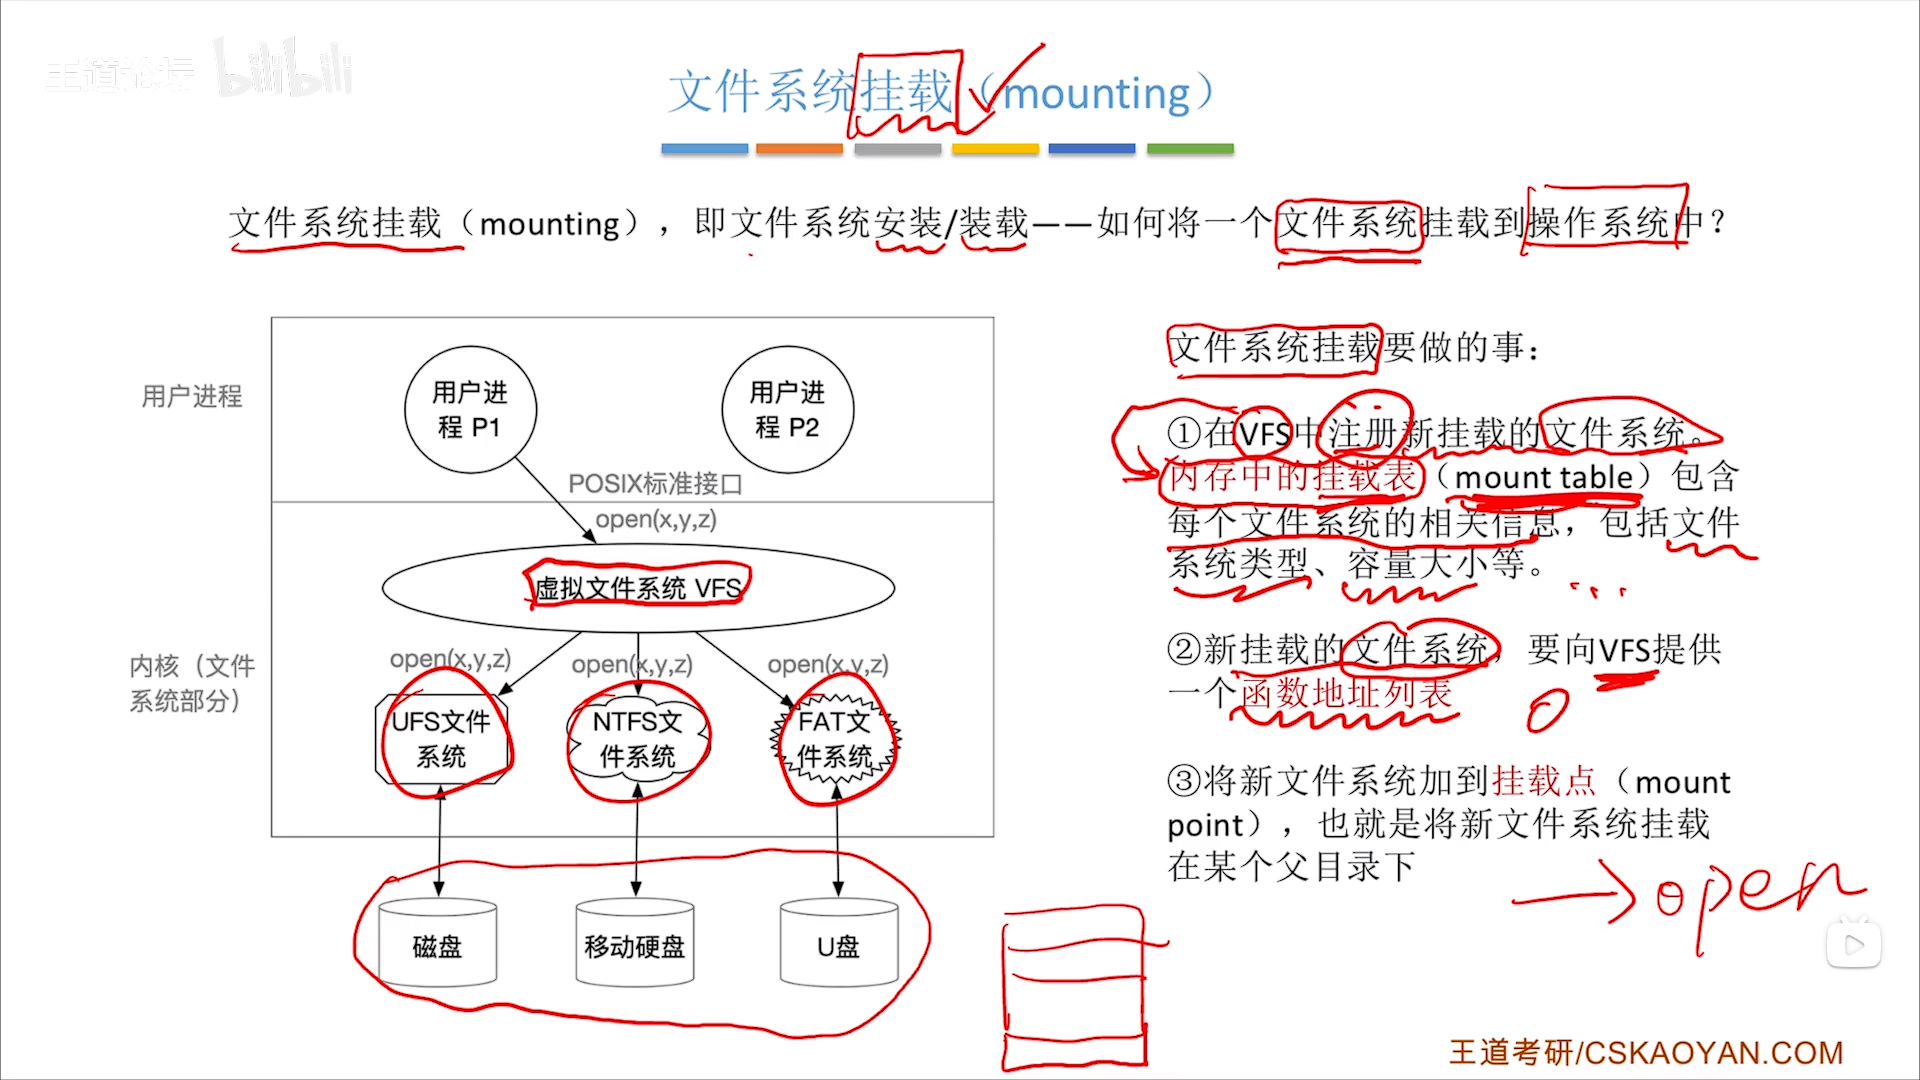 王道论坛 bilibili
文件系统挂载（mounting）
文件系统挂载（mounting），即文件系统安装/装载——如何将一个文件系统挂载到操作系统中？
用户进程
用户进
程 P1
用户进
程 P2
POSIX标准接口
open(x,y,z)
虚拟文件系统 VFS
内核（文件
系统部分）
open(x,y,z)
open(x,y,z)
open(x,y,z)
UFS文件
系统
NTFS文
件系统
FAT文
件系统
磁盘
移动硬盘
U盘
文件系统挂载要做的事：
①在VFS中注册新挂载的文件系统。
内存中的挂载表（mount table）包含
每个文件系统的相关信息，包括文件
系统类型、容量大小等。
②新挂载的文件系统，要向VFS提供
一个函数地址列表
③将新文件系统加到挂载点（mount
point），也就是将新文件系统挂载
在某个父目录下
open
王道考研/CSKAOYAN.COM